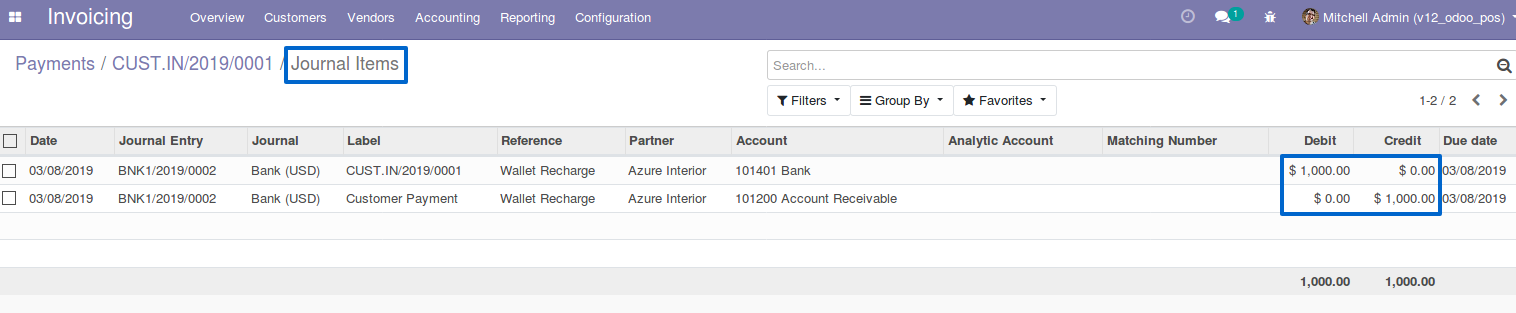 Invoicing Overview Customers Vendors Accounting Reporting Configuration 1 Mitchell Admin (v12_odoo_pos)
Payments / CUST.IN/2019/0001 / Journal Items
Search...
Filters Group By Favorites 1-2 / 2
Date Journal Entry Journal Label Reference Partner Account Analytic Account Matching Number Debit Credit Due date
03/08/2019 BNK1/2019/0002 Bank (USD) CUST.IN/2019/0001 Wallet Recharge Azure Interior 101401 Bank $ 1,000.00 $ 0.00 03/08/2019
03/08/2019 BNK1/2019/0002 Bank (USD) Customer Payment Wallet Recharge Azure Interior 101200 Account Receivable $ 0.00 $ 1,000.00 03/08/2019
1,000.00 1,000.00